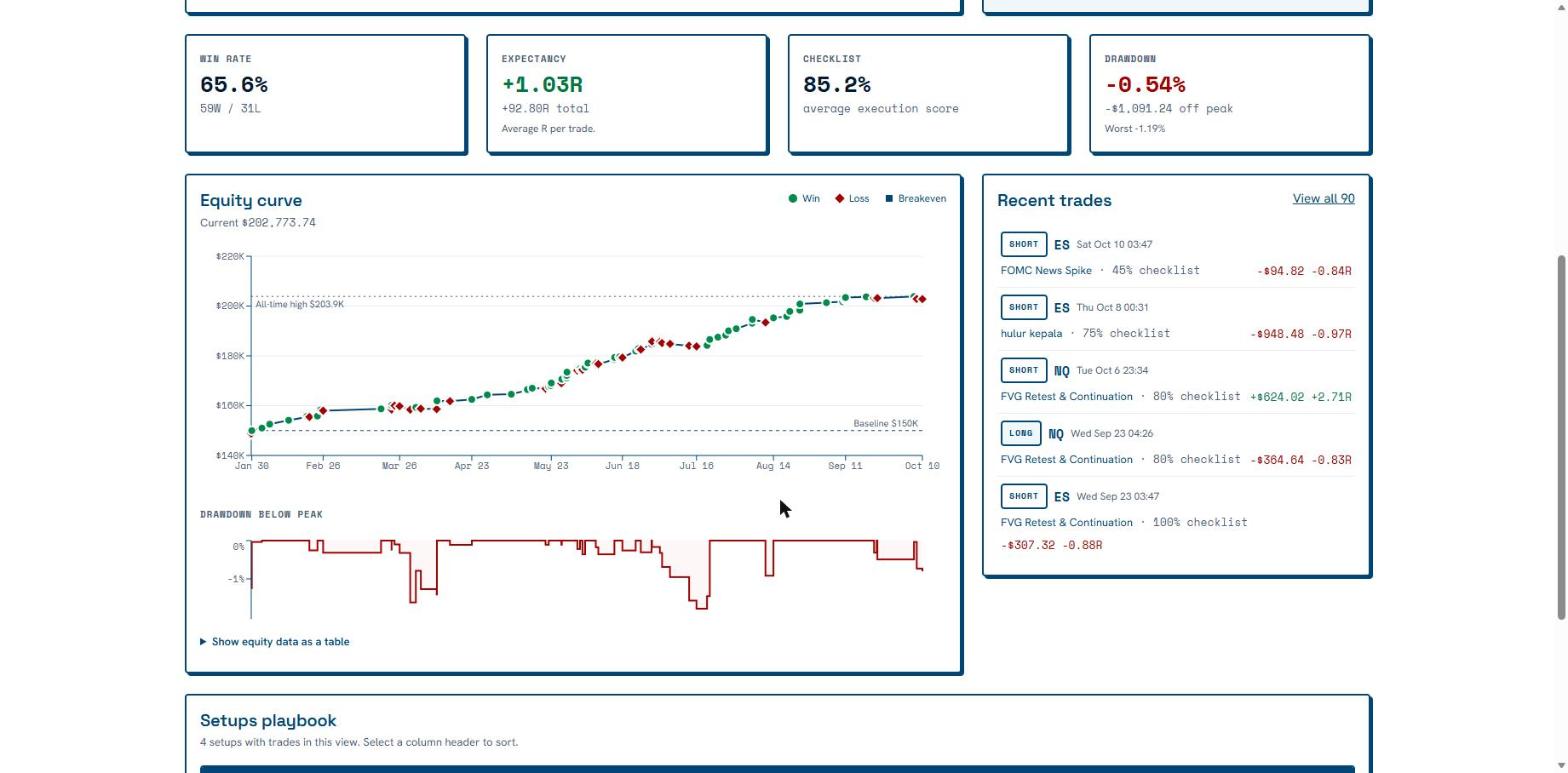 WIN RATE
65.6%
59W / 31L
EXPECTANCY
+1.03R
+92.80R total
Average R per trade.
CHECKLIST
85.2%
average execution score
DRAWDOWN
-0.54%
-$1,091.24 off peak
Worst -1.19%
Equity curve
Current $202,773.74
Win
Loss
Breakeven
$220K
All-time high $203.9K
$200K
$180K
$160K
Baseline $150K
$140K
Jan 30
Feb 26
Mar 26
Apr 23
May 23
Jun 18
Jul 16
Aug 14
Sep 11
Oct 10
DRAWDOWN BELOW PEAK
0%
-1%
Show equity data as a table
Recent trades
View all 90
SHORT ES Sat Oct 10 03:47
FOMC News Spike · 45% checklist -$94.82 -0.84R
SHORT ES Thu Oct 8 00:31
hulur kepala · 75% checklist -$948.48 -0.97R
SHORT NQ Tue Oct 6 23:34
FVG Retest & Continuation · 80% checklist +$624.02 +2.71R
LONG NQ Wed Sep 23 04:26
FVG Retest & Continuation · 80% checklist -$364.64 -0.83R
SHORT ES Wed Sep 23 03:47
FVG Retest & Continuation · 100% checklist
-$307.32 -0.88R
Setups playbook
4 setups with trades in this view. Select a column header to sort.